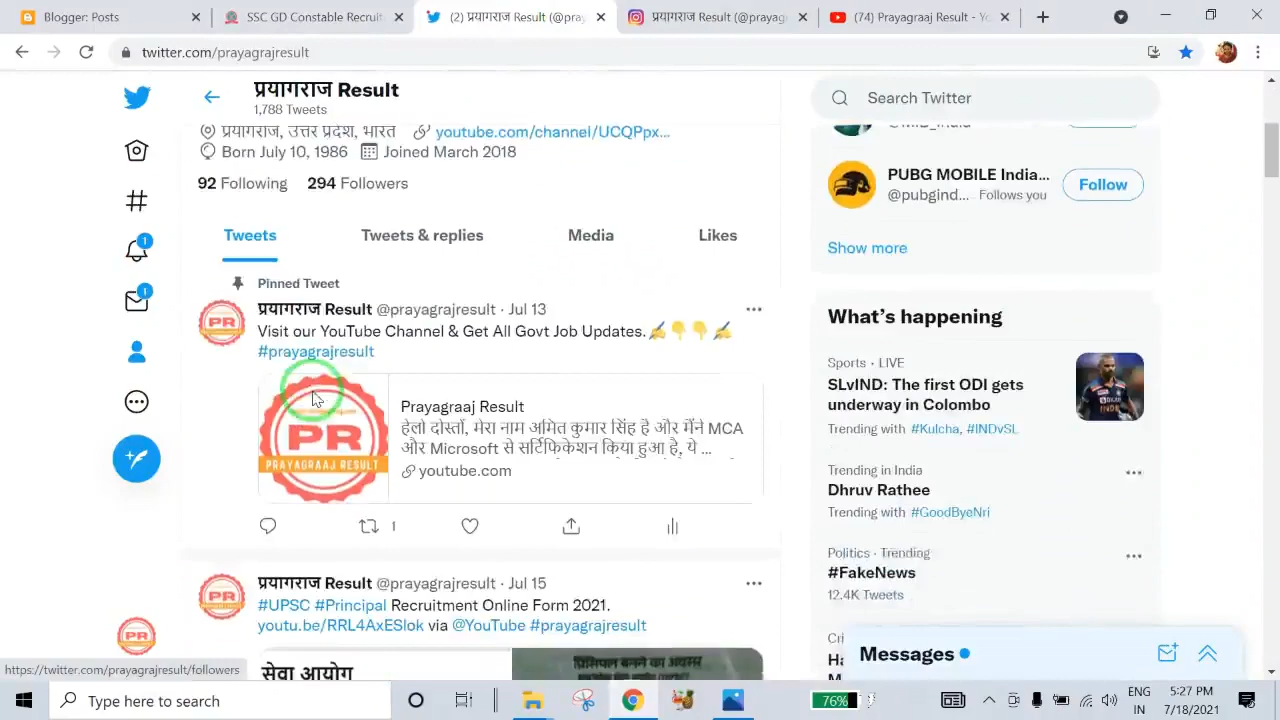 Blogger: Posts
SSC GD Constable Recruit
(2) प्रयागराज Result (@pray
प्रयागराज Result (@prayag
(74) Prayagraj Result - Yo
twitter.com/prayagrajresult
प्रयागराज Result
1,788 Tweets
प्रयागराज, उत्तर प्रदेश, भारत youtube.com/channel/UCQPpx...
Born July 10, 1986 Joined March 2018
92 Following 294 Followers
Tweets Tweets & replies Media Likes
Pinned Tweet
प्रयागराज Result @prayagrajresult · Jul 13
Visit our YouTube Channel & Get All Govt Job Updates.✍👇👇✍
#prayagrajresult
PR
PRAYAGRAAJ RESULT
Prayagraaj Result
हेलो दोस्तों, मेरा नाम अमित कुमार सिंह है और मैंने MCA
और Microsoft से सर्टिफिकेशन किया हुआ है, ये ...
youtube.com
1
प्रयागराज Result @prayagrajresult · Jul 15
#UPSC #Principal Recruitment Online Form 2021.
youtu.be/RRL4AxESlok via @YouTube #prayagrajresult
सेवा आयोग
प्रिंसिपल बनने का अवसर
Search Twitter
@MIB_India
PUBG MOBILE India...
@pubgind... Follows you
Follow
Show more
What's happening
Sports · LIVE
SLvIND: The first ODI gets
underway in Colombo
Trending with #Kulcha, #INDvSL
Trending in India
Dhruv Rathee
Trending with #GoodByeNri
Politics · Trending
#FakeNews
12.4K Tweets
Messages
1
1
PR
https://twitter.com/prayagrajresult/followers
Type here to search
76%
ENG
IN
5:27 PM
7/18/2021